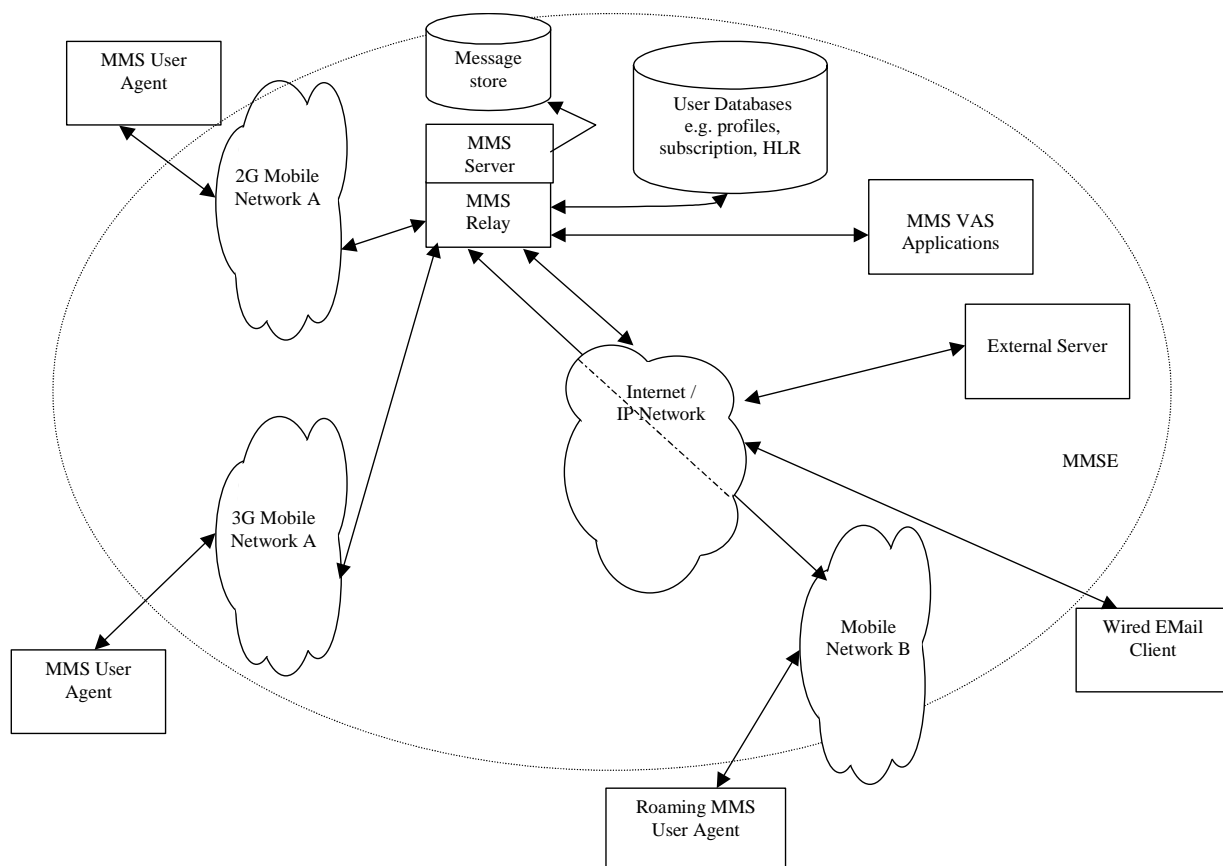 MMS User
Agent
Message
store
User Databases
e.g. profiles,
subscription, HLR
MMS
Server
2G Mobile
Network A
MMS
Relay
MMS VAS
Applications
External Server
Internet /
IP Network
MMSE
3G Mobile
Network A
Mobile
Network B
Wired EMail
Client
MMS User
Agent
Roaming MMS
User Agent